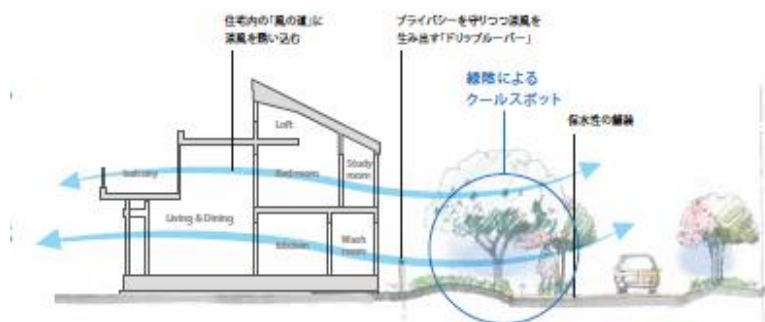 住宅内の「風の道」に
涼風を誘い込む
プライバシーを守りつつ涼風を
生み出す「ドリップルーバー」
緑陰による
クールスポット
保水性の舗装
Loft
balcony
Bed room
Study
room
Living & Dining
kitchen
Wash
room